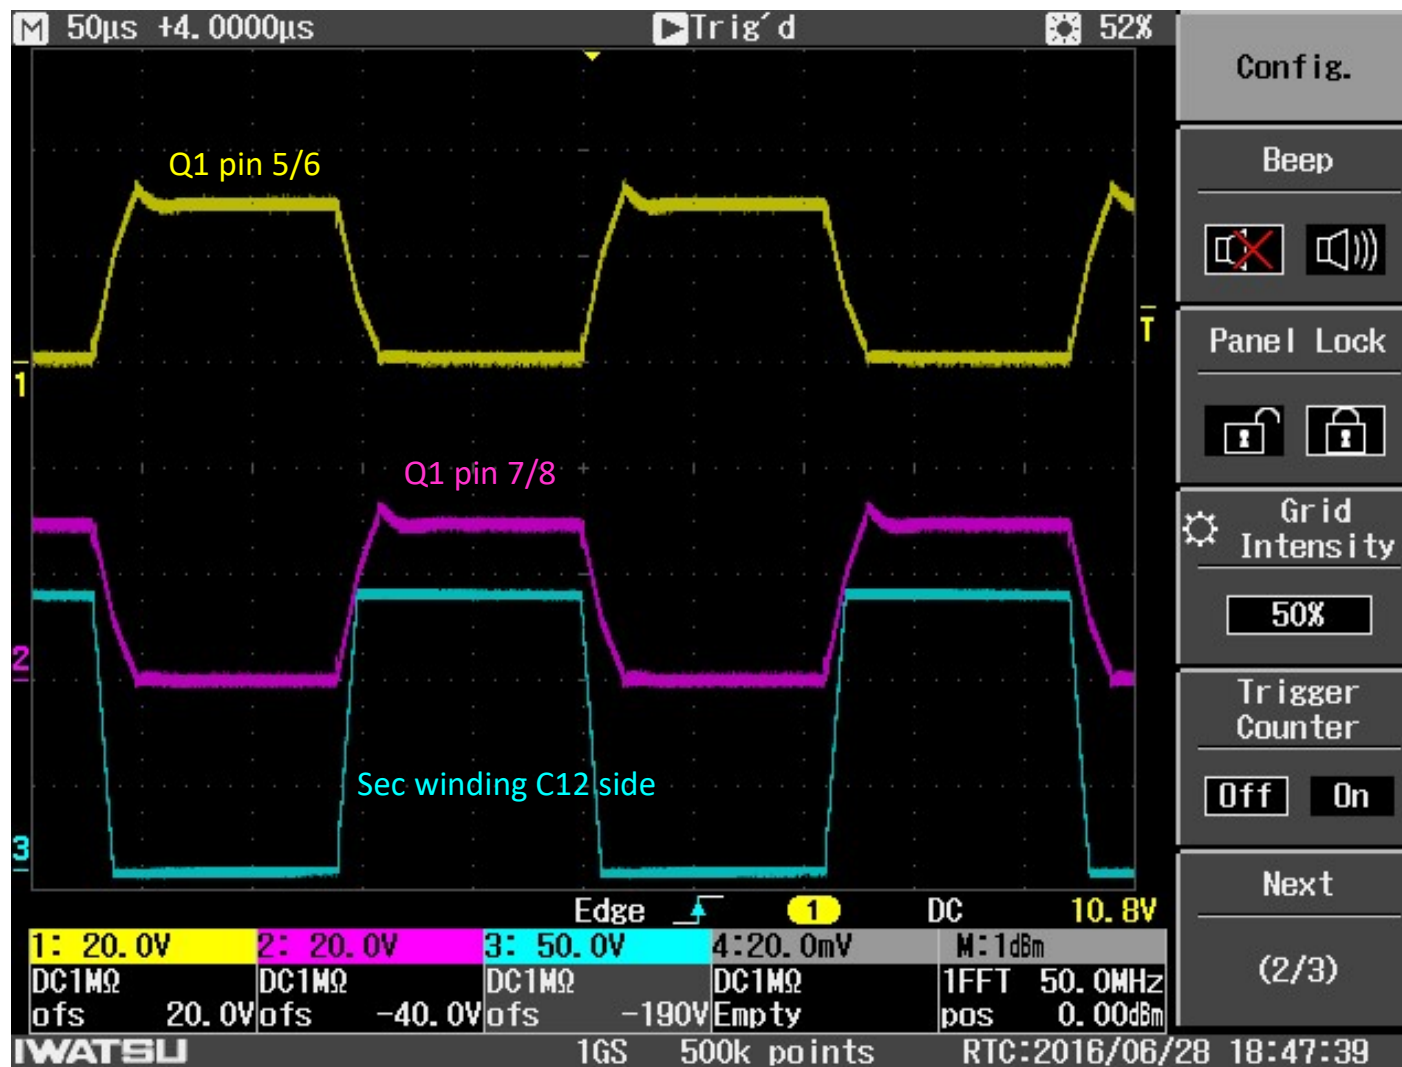 M 50μs +4.0000μs Trig´d 52%
Config.
Q1 pin 5/6
Beep
T
Panel Lock
1
Q1 pin 7/8
Grid
Intensity
50%
2
Trigger
Counter
Sec winding C12 side
Off On
3
Next
Edge 1 DC 10.8V
1: 20.0V 2: 20.0V 3: 50.0V 4:20.0mV M:1dBm
DC1MΩ DC1MΩ DC1MΩ DC1MΩ 1FFT 50.0MHz
(2/3)
ofs 20.0V ofs -40.0V ofs -190V Empty pos 0.00dBm
IWATSU 1GS 500k points RTC:2016/06/28 18:47:39